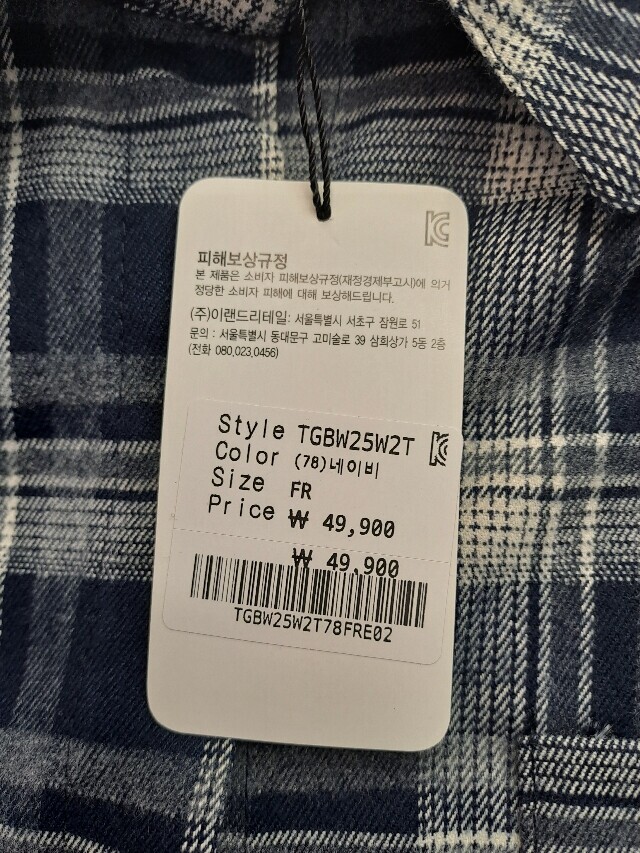 피해보상규정
본 제품은 소비자 피해보상규정(재정경제부고시)에 의거
정당한 소비자 피해에 대해 보상해드립니다.
(주)이랜드리테일: 서울특별시 서초구 잠원로 51
문의 : 서울특별시 동대문구 고미술로 39 삼희상가 5동 2층
(전화 080,023,0456)
Style TGBW25W2T
Color (78)네이비
Size FR
Price ₩ 49,900
₩ 49,900
TGBW25W2T78FRE02